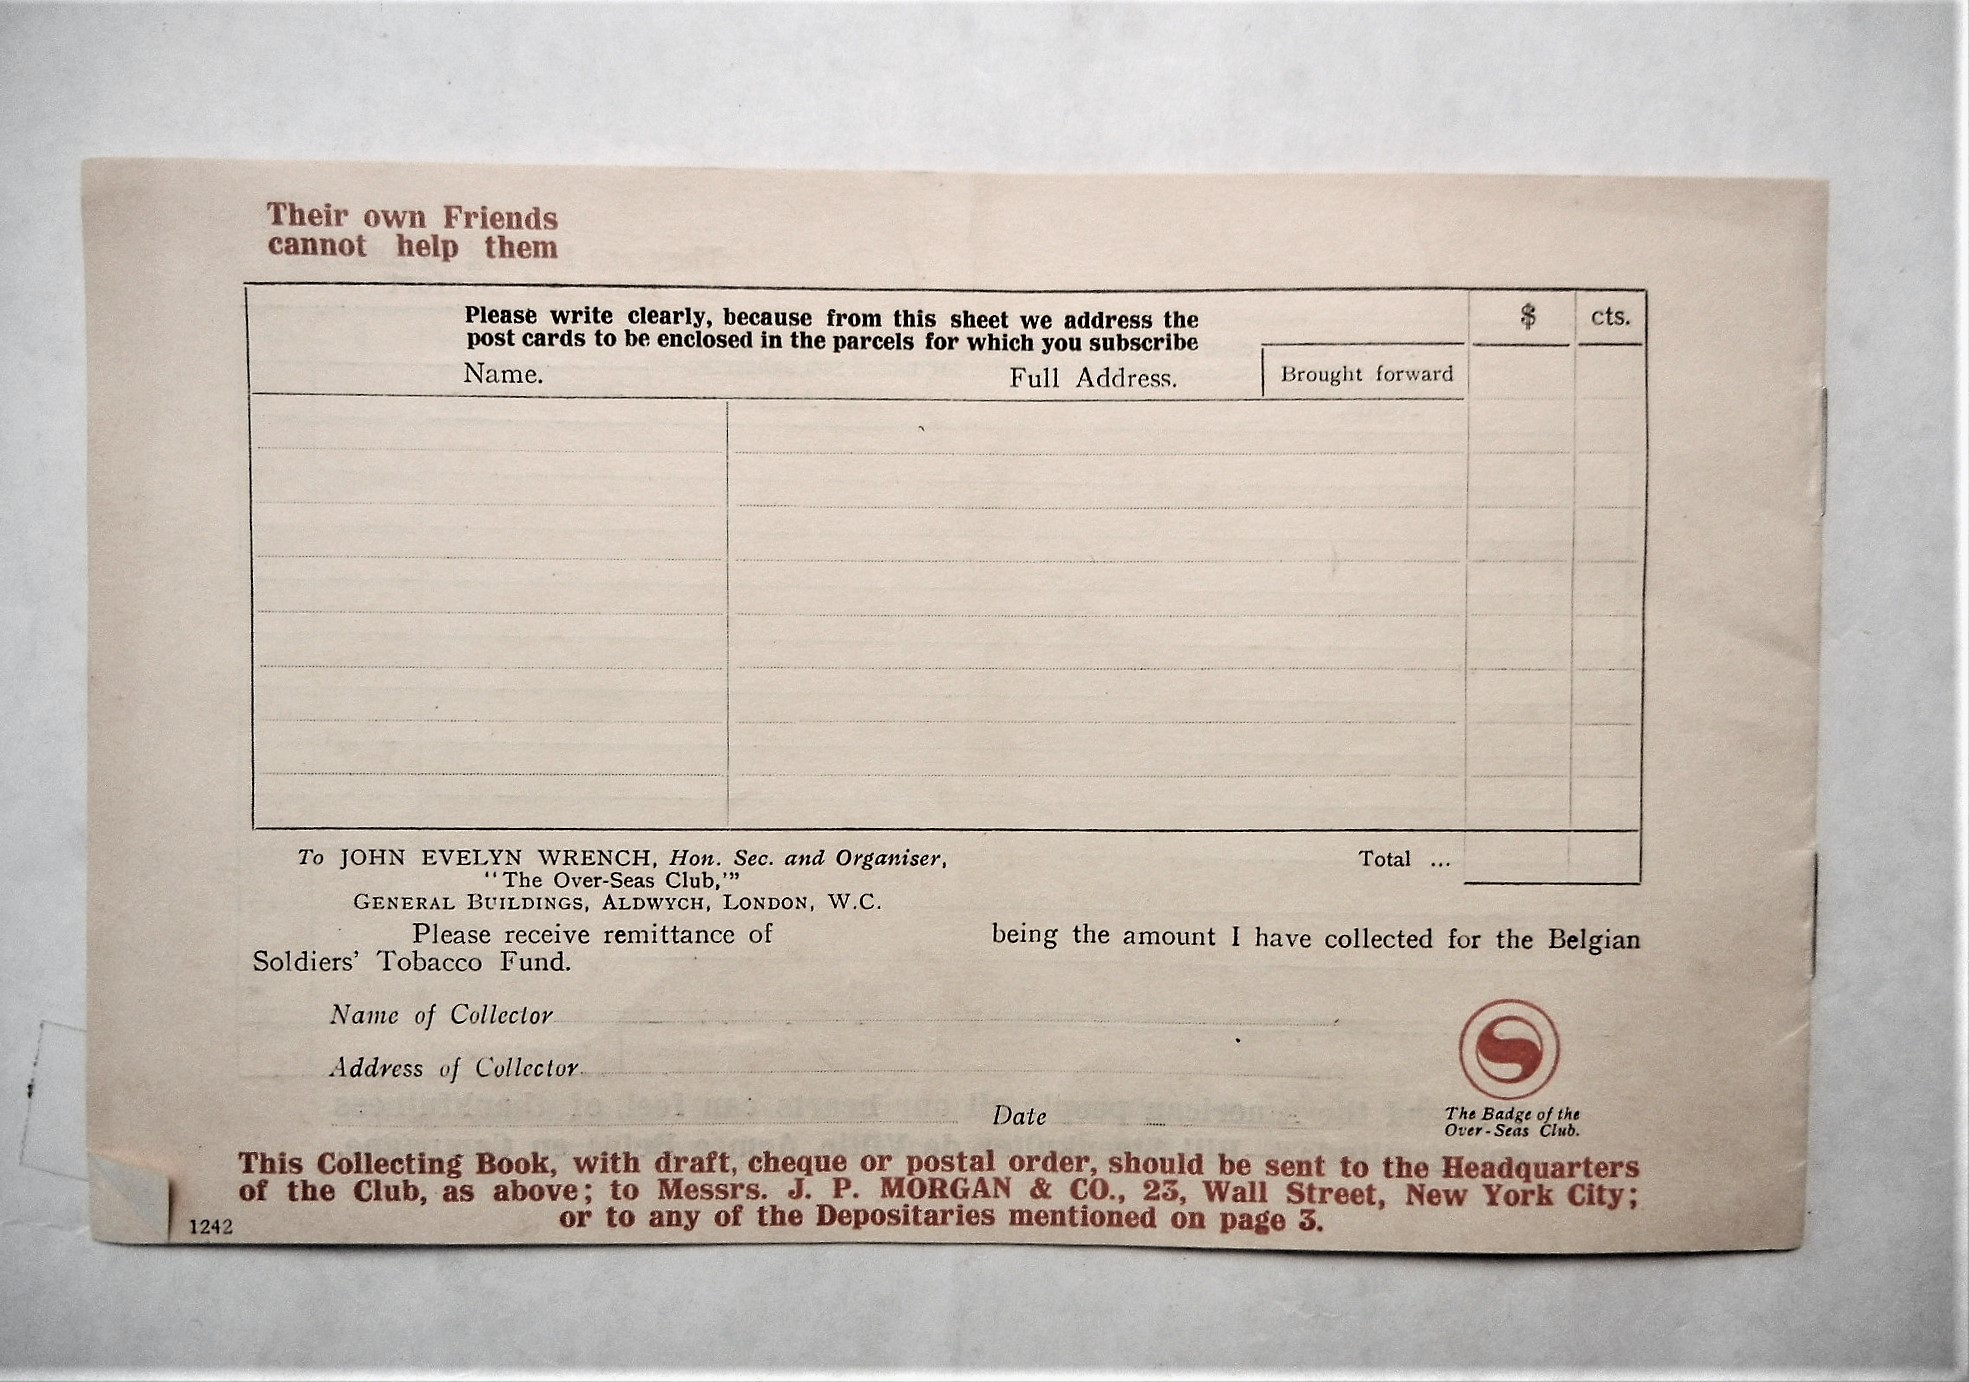 Their own Friends
cannot help them
Please write clearly, because from this sheet we address the
post cards to be enclosed in the parcels for which you subscribe
$ cts.
Name. Full Address. Brought forward
To JOHN EVELYN WRENCH, Hon. Sec. and Organiser,
"The Over-Seas Club,'"
GENERAL BUILDINGS, ALDWYCH, LONDON, W.C.
Total ...
Please receive remittance of being the amount I have collected for the Belgian
Soldiers' Tobacco Fund.
Name of Collector
Address of Collector
Date
The Badge of the
Over-Seas Club.
This Collecting Book, with draft, cheque or postal order, should be sent to the Headquarters
of the Club, as above; to Messrs. J. P. MORGAN & CO., 23, Wall Street, New York City;
or to any of the Depositaries mentioned on page 3.
1242